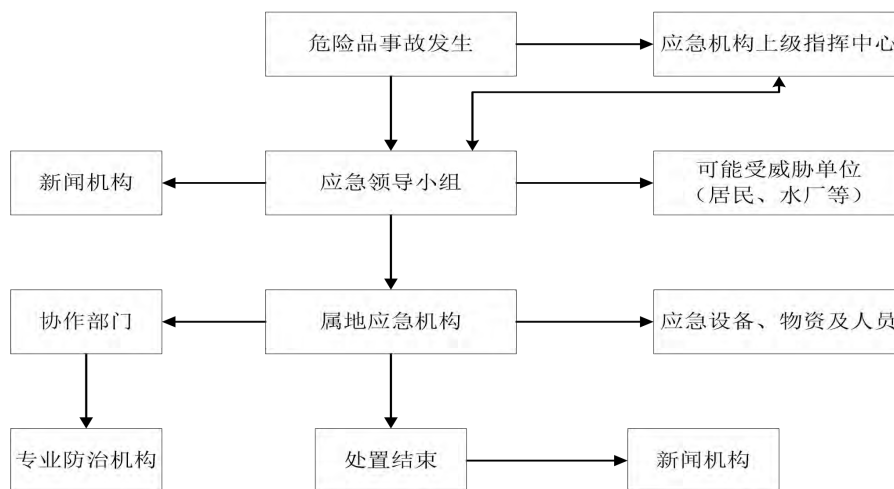 危险品事故发生
应急机构上级指挥中心
新闻机构
应急领导小组
可能受威胁单位
（居民、水厂等）
协作部门
属地应急机构
应急设备、物资及人员
专业防治机构
处置结束
新闻机构